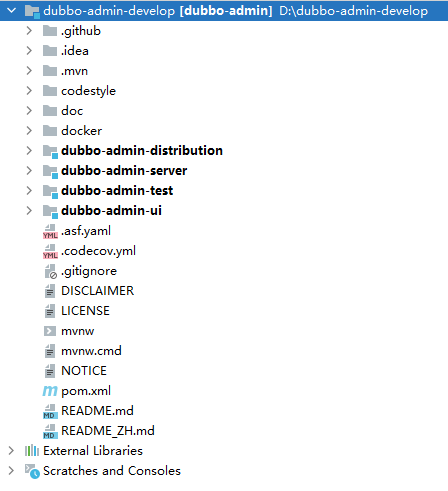 dubbo-admin-develop [dubbo-admin] D:\dubbo-admin-develop
.github
.idea
.mvn
codestyle
doc
docker
dubbo-admin-distribution
dubbo-admin-server
dubbo-admin-test
dubbo-admin-ui
.asf.yaml
.codecov.yml
.gitignore
DISCLAIMER
LICENSE
mvnw
mvnw.cmd
NOTICE
pom.xml
README.md
README_ZH.md
External Libraries
Scratches and Consoles